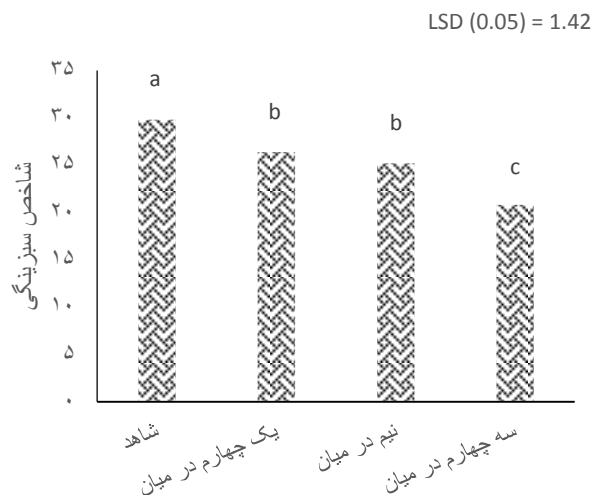 LSD (0.05) = 1.42
۳۵
۳۰
۲۵
۲۰
۱۵
۱۰
۵
۰
شاخص سبزینگی
a
b
b
c
شاهد
یک چهارم در میان
نیم در میان
سه چهارم در میان